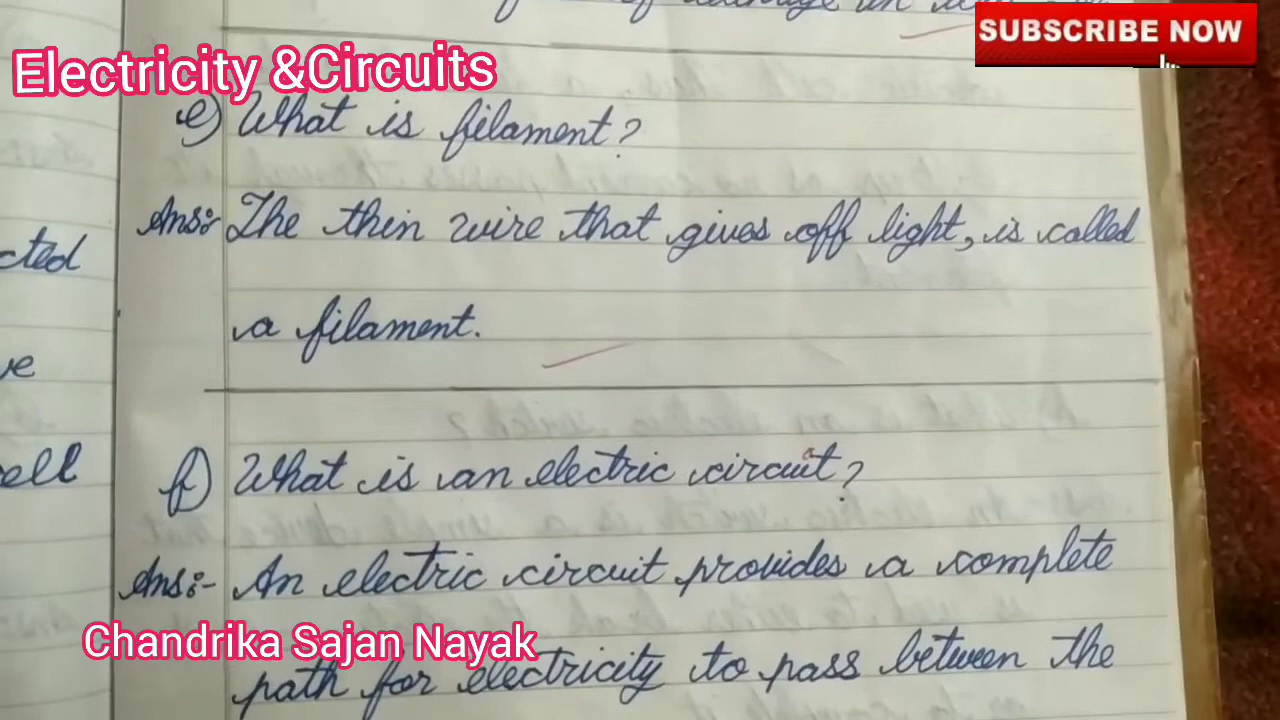 SUBSCRIBE NOW
Electricity &Circuits
e) What is filament?
Ans:- The thin wire that gives off light, is called
a filament.
cted
ve
ell
f) What is an electric circuit?
Ans:- An electric circuit provides a complete
Chandrika Sajan Nayak
path for electricity to pass between the